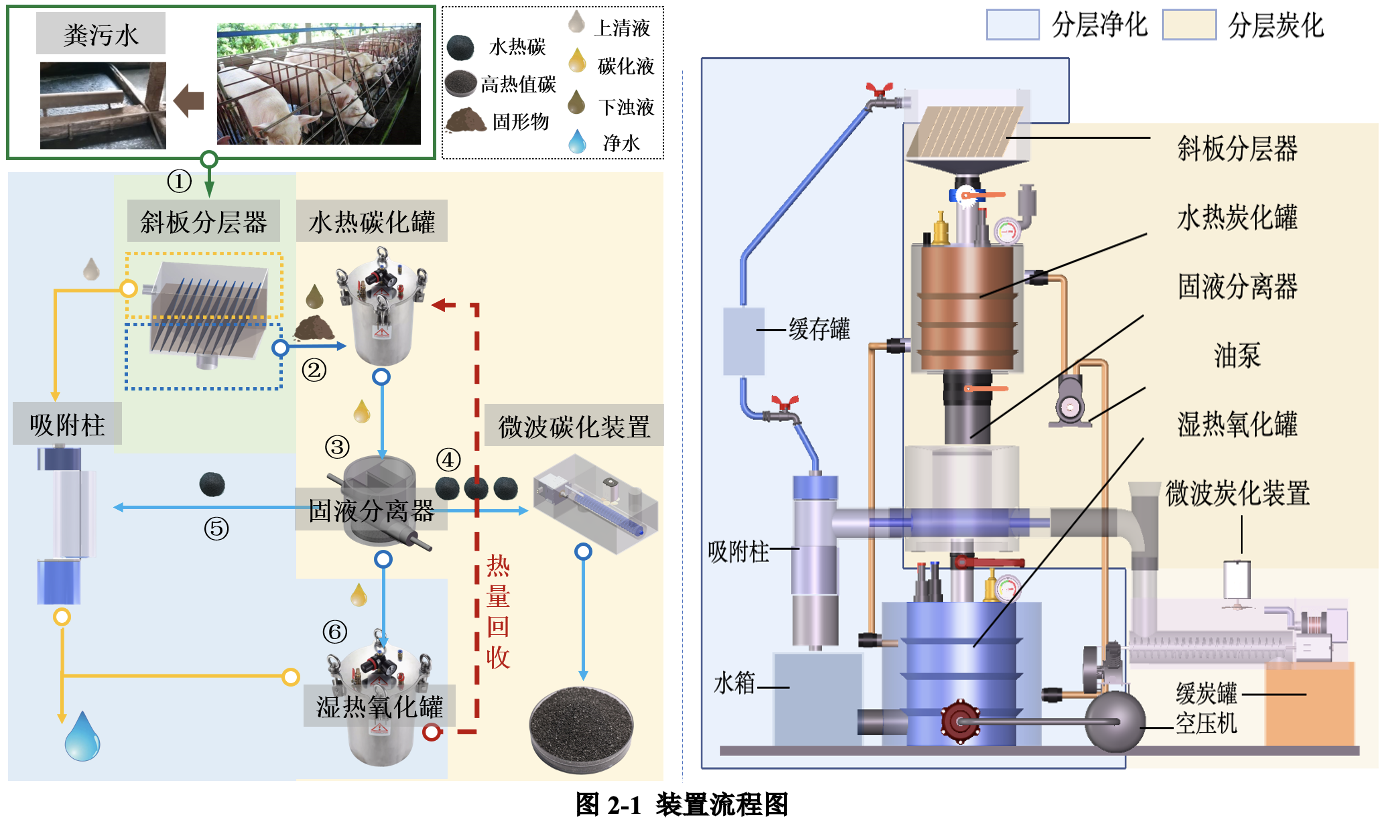 粪污水
水热碳
高热值碳
固形物
上清液
碳化液
下浊液
净水
①
斜板分层器
水热碳化罐
②
吸附柱
③
④
微波碳化装置
固液分离器
⑤
热量回收
⑥
湿热氧化罐
分层净化
分层炭化
斜板分层器
水热炭化罐
固液分离器
缓存罐
油泵
湿热氧化罐
微波炭化装置
吸附柱
水箱
缓炭罐
空压机
图 2-1 装置流程图